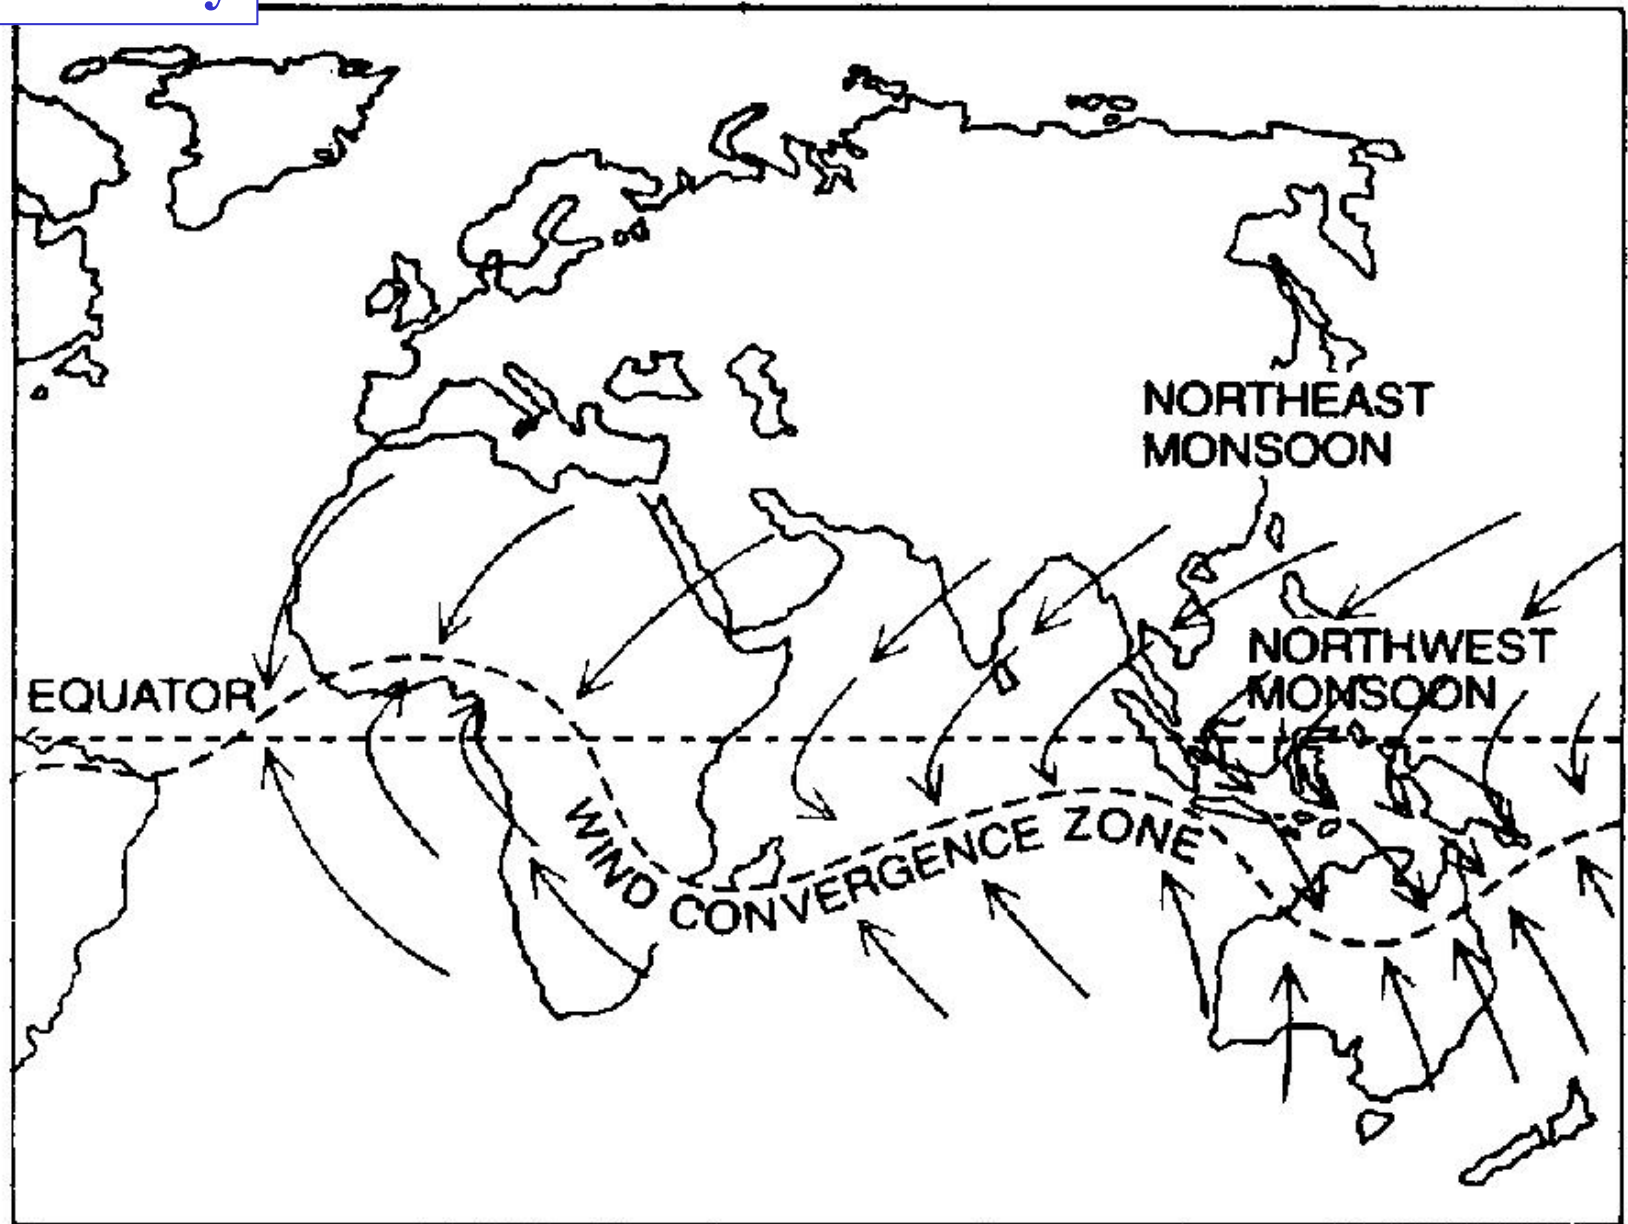 NORTHEAST
MONSOON
NORTHWEST
MONSOON
EQUATOR
WIND CONVERGENCE ZONE